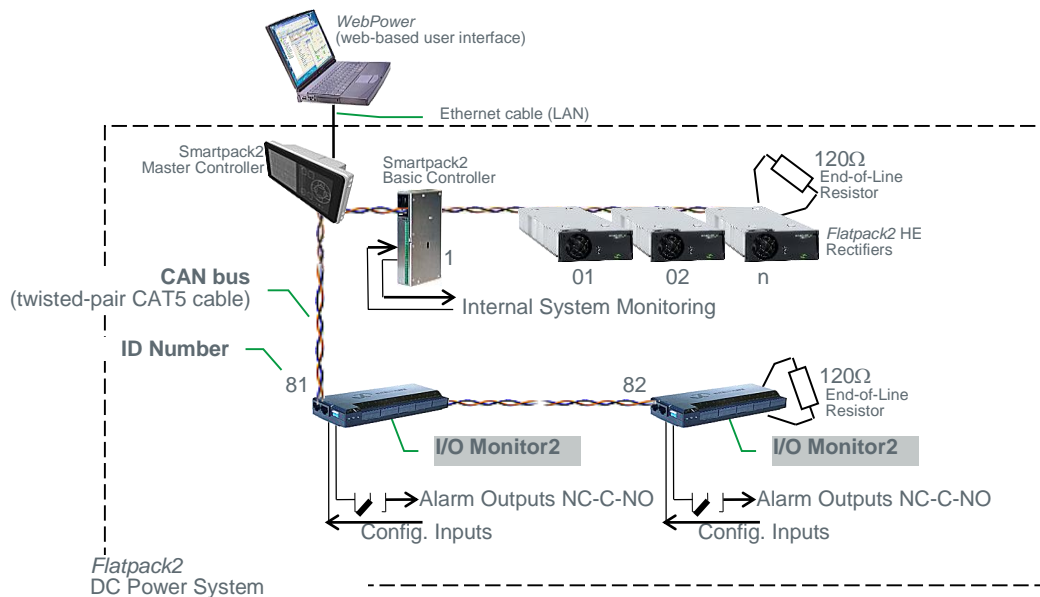 WebPower
(web-based user interface)
Ethernet cable (LAN)
Smartpack2
Master Controller
Smartpack2
Basic Controller
120Ω
End-of-Line
Resistor
Flatpack2 HE
Rectifiers
1
01
02
n
CAN bus
(twisted-pair CAT5 cable)
Internal System Monitoring
ID Number
81
82
120Ω
End-of-Line
Resistor
I/O Monitor2
I/O Monitor2
Alarm Outputs NC-C-NO
Alarm Outputs NC-C-NO
Config. Inputs
Config. Inputs
Flatpack2
DC Power System